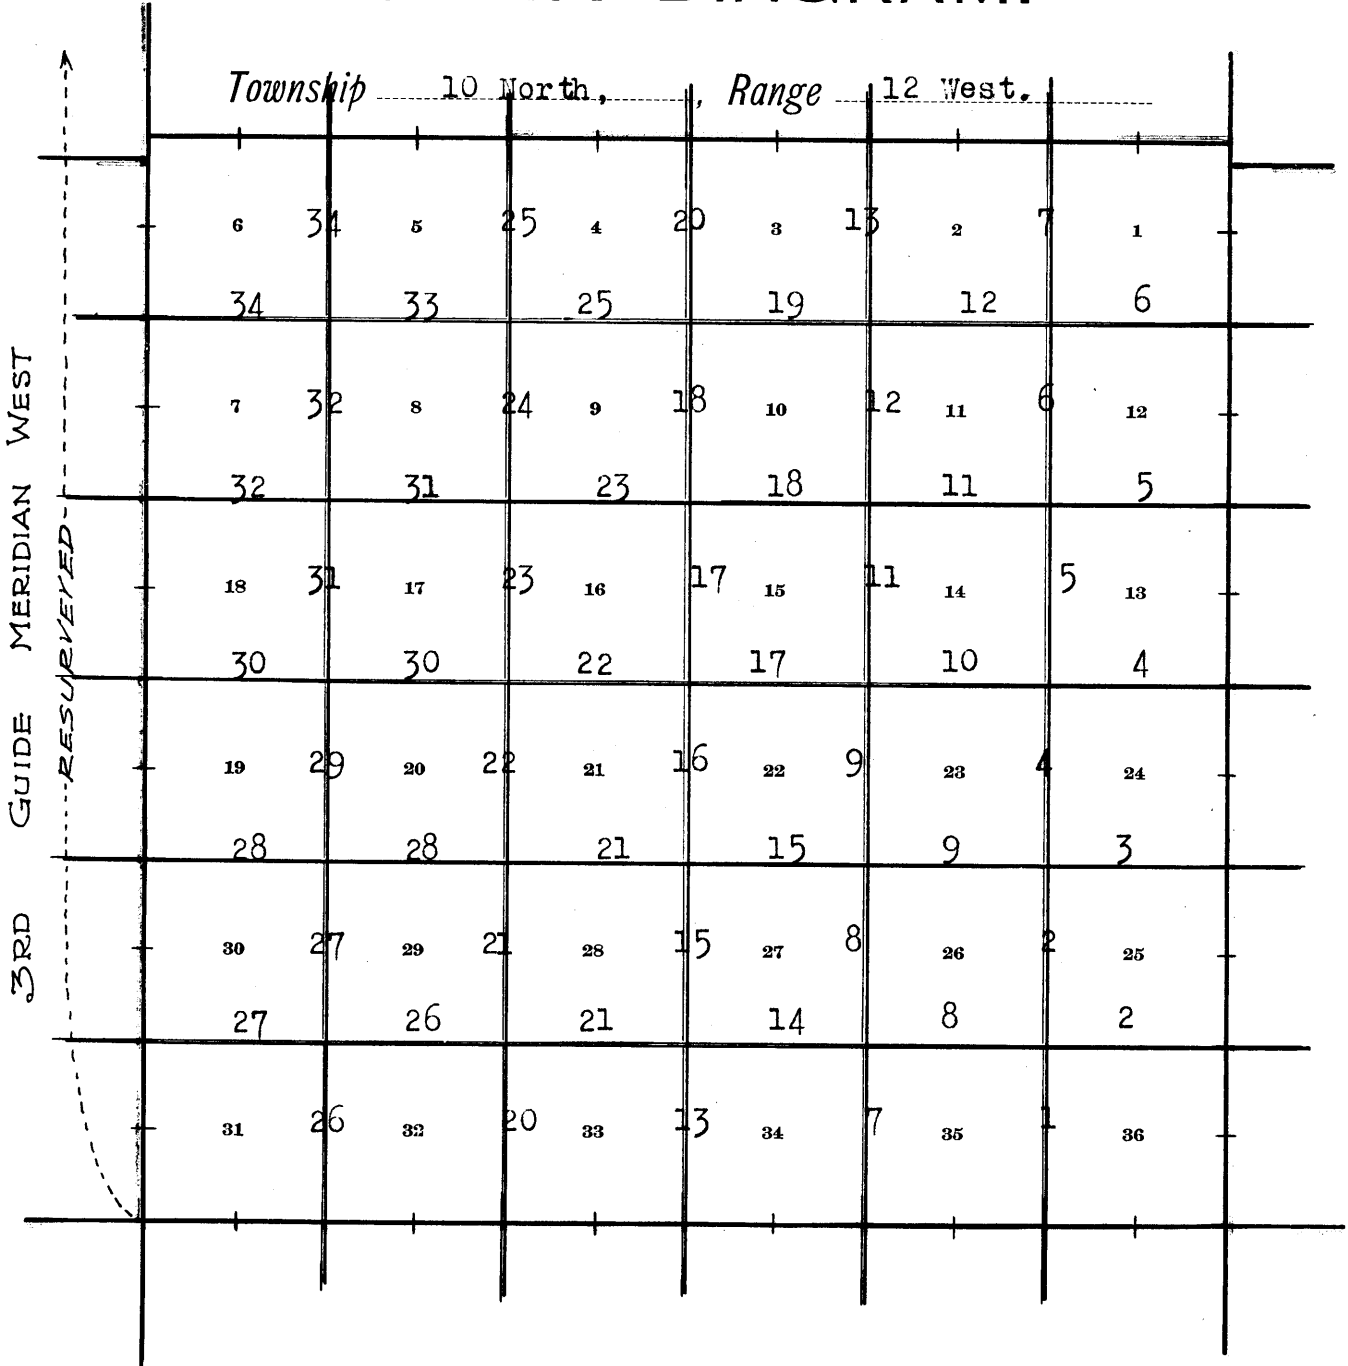 Township 10 North, , Range 12 West.
6 34 5 25 4 20 3 13 2 7 1
34 33 25 19 12 6
7 32 8 24 9 18 10 12 11 6 12
32 31 23 18 11 5
18 31 17 23 16 17 15 11 14 5 13
30 30 22 17 10 4
19 29 20 22 21 16 22 9 23 4 24
28 28 21 15 9 3
30 27 29 21 28 15 27 8 26 2 25
27 26 21 14 8 2
31 26 32 20 33 13 34 7 35 1 36
3RD GUIDE MERIDIAN WEST
RESURVEYED